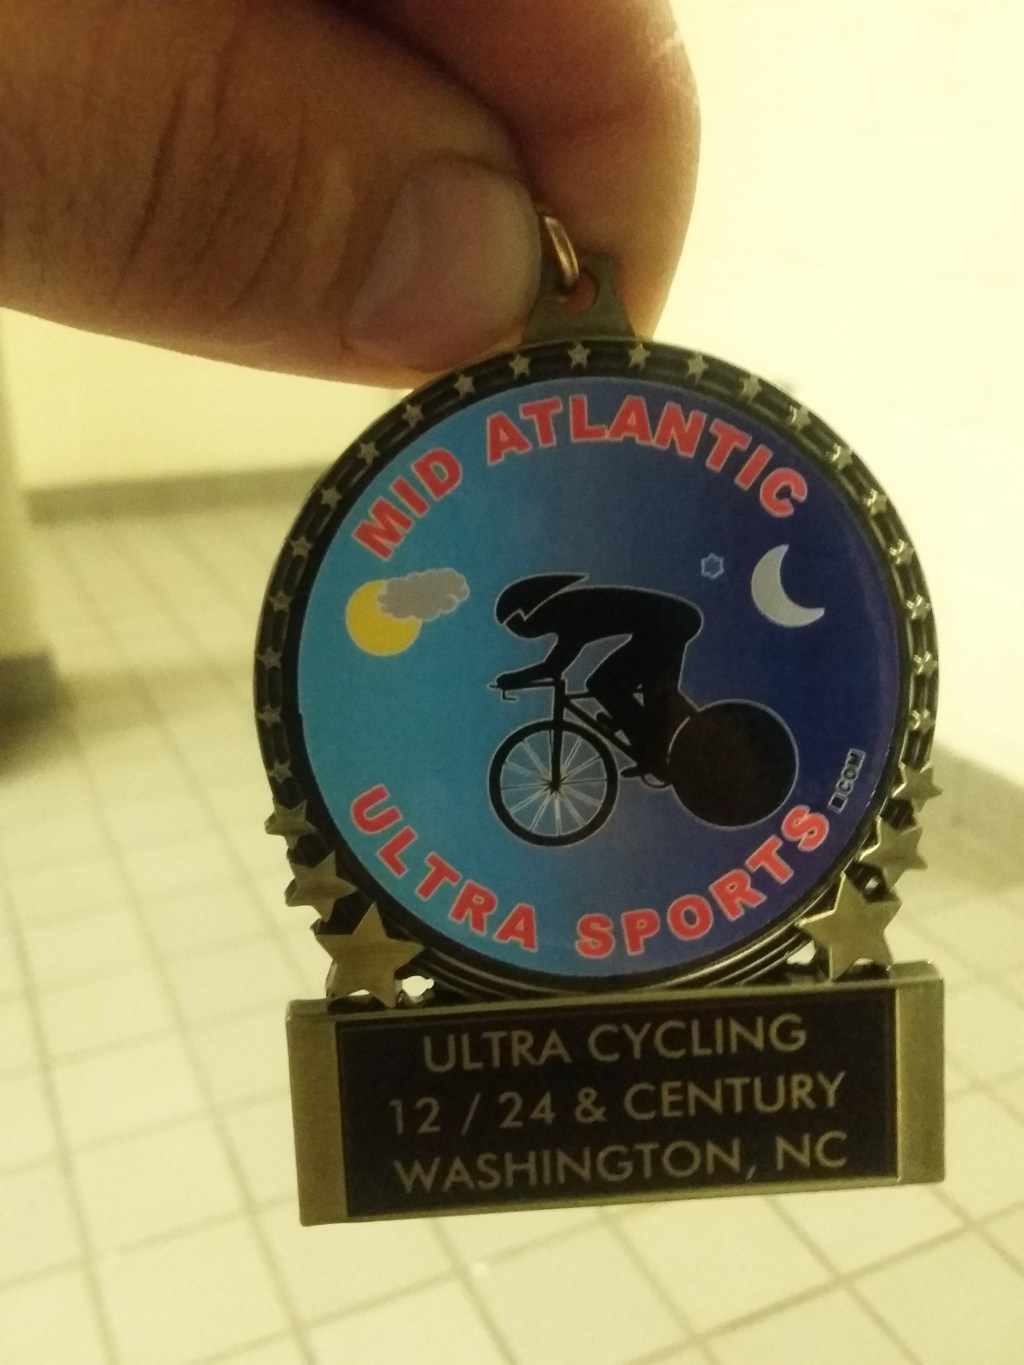 MID ATLANTIC
ULTRA SPORTS
.COM
ULTRA CYCLING
12 / 24 & CENTURY
WASHINGTON, NC